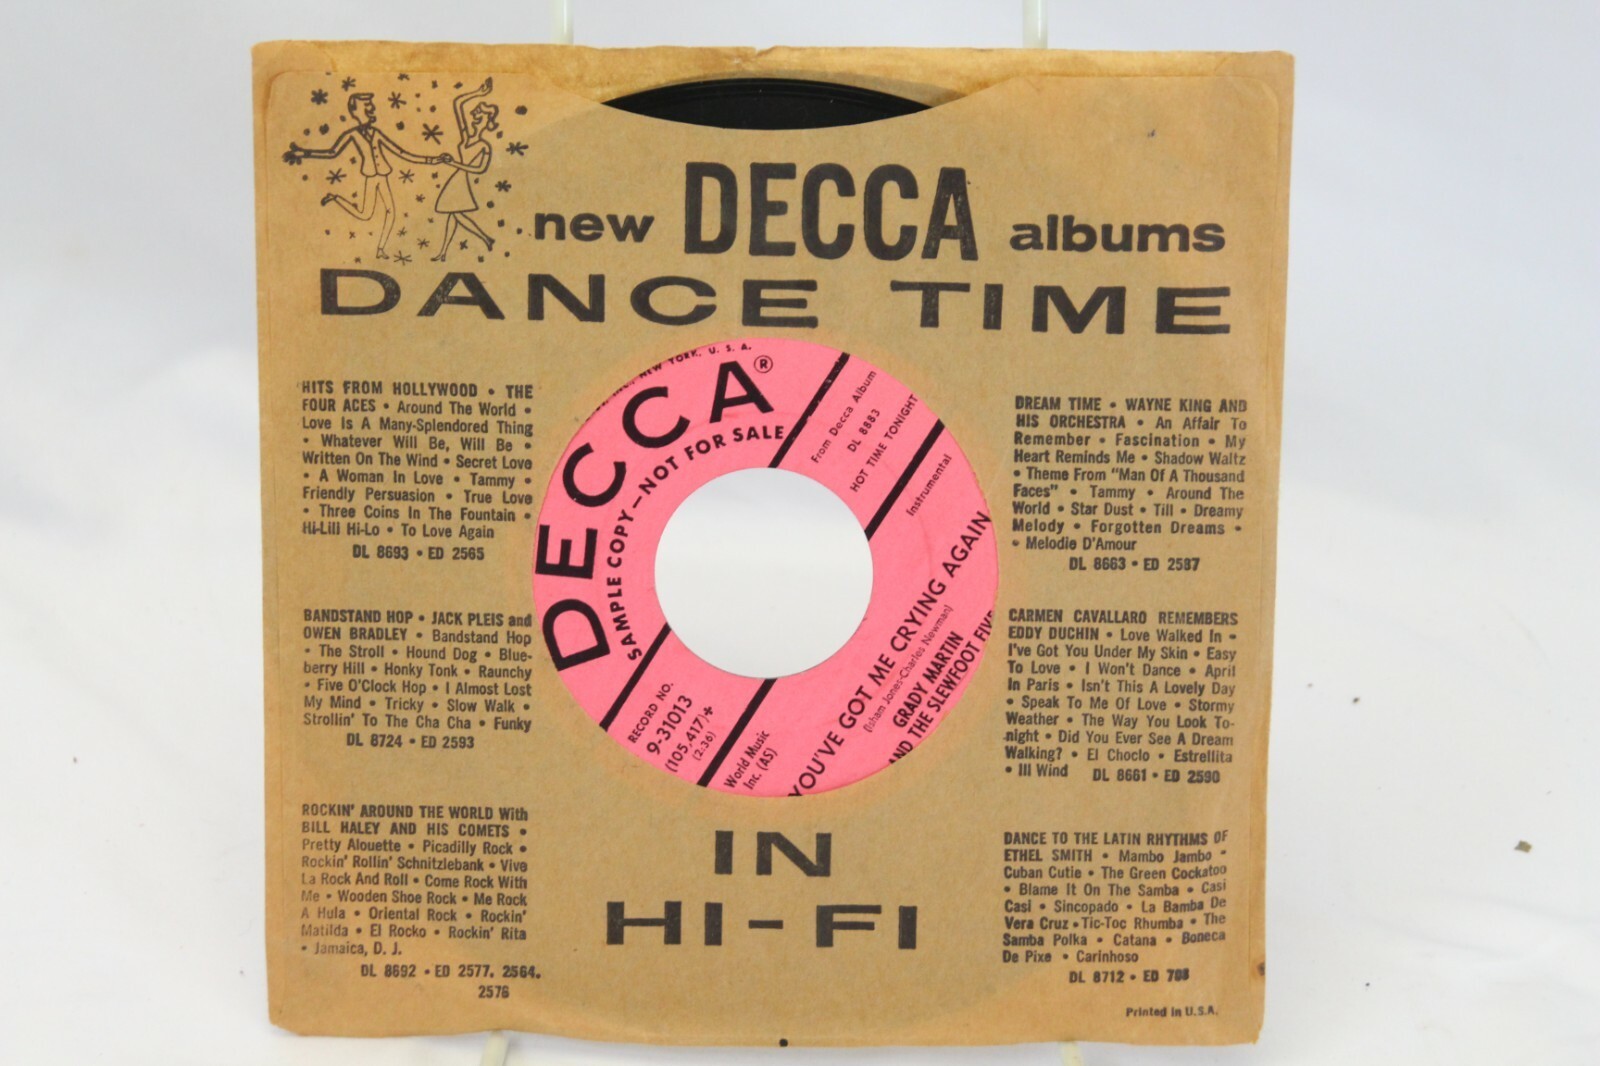 new DECCA albums
DANCE TIME
HITS FROM HOLLYWOOD • THE
FOUR ACES • Around The World •
Love Is A Many-Splendored Thing
• Whatever Will Be, Will Be •
Written On The Wind • Secret Love
• A Woman In Love • Tammy •
Friendly Persuasion • True Love
• Three Coins In The Fountain •
Hi-Lili Hi-Lo • To Love Again
DL 8693 • ED 2565
BANDSTAND HOP • JACK PLEIS and
OWEN BRADLEY • Bandstand Hop
• The Stroll • Hound Dog • Blue-
berry Hill • Honky Tonk • Raunchy
• Five O'Clock Hop • I Almost Lost
My Mind • Tricky • Slow Walk •
Strollin' To The Cha Cha • Funky
DL 8724 • ED 2593
ROCKIN' AROUND THE WORLD With
BILL HALEY AND HIS COMETS •
Pretty Alouette • Picadilly Rock •
Rockin' Rollin' Schnitzlebank • Vive
La Rock And Roll • Come Rock With
Me • Wooden Shoe Rock • Me Rock
A Hula • Oriental Rock • Rockin'
Matilda • El Rocko • Rockin' Rita
• Jamaica, D. J.
DL 8692 • ED 2577, 2564,
2576
NEW YORK, U. S. A.
DECCA®
SAMPLE COPY—NOT FOR SALE
From Decca Album
DL 8883
HOT TIME TONIGHT
Instrumental
RECORD NO.
9-31013
(105,417)+
(2:36)
World Music
Inc. (AS)
YOU'VE GOT ME CRYING AGAIN
(Isham Jones-Charles Newman)
GRADY MARTIN
AND THE SLEWFOOT FIVE
IN
HI-FI
DREAM TIME • WAYNE KING AND
HIS ORCHESTRA • An Affair To
Remember • Fascination • My
Heart Reminds Me • Shadow Waltz
• Theme From "Man Of A Thousand
Faces" • Tammy • Around The
World • Star Dust • Till • Dreamy
Melody • Forgotten Dreams •
• Melodie D'Amour
DL 8663 • ED 2587
CARMEN CAVALLARO REMEMBERS
EDDY DUCHIN • Love Walked In •
I've Got You Under My Skin • Easy
To Love • I Won't Dance • April
In Paris • Isn't This A Lovely Day
• Speak To Me Of Love • Stormy
Weather • The Way You Look To-
night • Did You Ever See A Dream
Walking? • El Choclo • Estrellita
• Ill Wind DL 8661 • ED 2590
DANCE TO THE LATIN RHYTHMS OF
ETHEL SMITH • Mambo Jambo •
Cuban Cutie • The Green Cockatoo
• Blame It On The Samba • Casi
Casi • Sincopado • La Bamba De
Vera Cruz • Tic-Toc Rhumba • The
Samba Polka • Catana • Boneca
De Pixe • Carinhoso
DL 8712 • ED 708
Printed in U.S.A.